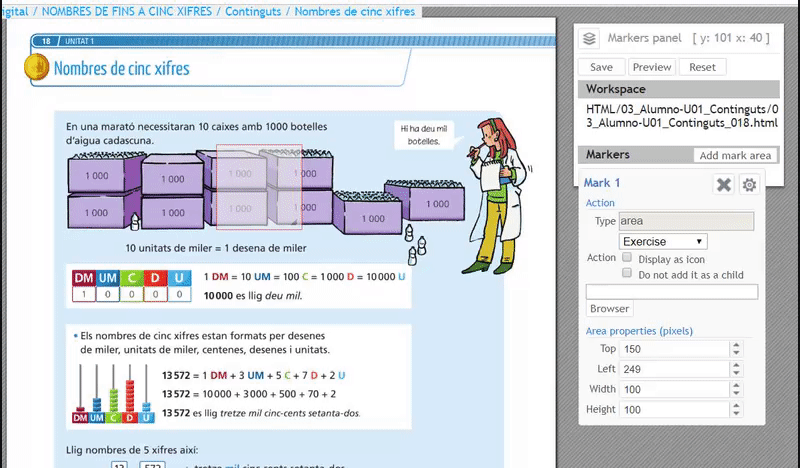 igital / NOMBRES DE FINS A CINC XIFRES / Continguts / Nombres de cinc xifres
18 / UNITAT 1
Nombres de cinc xifres
En una marató necessitaran 10 caixes amb 1000 botelles
d'aigua cadascuna.
Hi ha deu mil
botelles.
1 000 1 000 1 000 1 000
1 000 1 000 1 000 1 000 1 000 1 000
10 unitats de miler = 1 desena de miler
DM UM C D U
1 0 0 0 0
1 DM = 10 UM = 100 C = 1 000 D = 10 000 U
10 000 es llig deu mil.
• Els nombres de cinc xifres estan formats per desenes
de miler, unitats de miler, centenes, desenes i unitats.
DM UM C D U
13 572 = 1 DM + 3 UM + 5 C + 7 D + 2 U
13 572 = 10 000 + 3 000 + 500 + 70 + 2
13 572 es llig tretze mil cinc-cents setanta-dos.
Llig nombres de 5 xifres així:
13 572 tretze mil cinc-cents setanta-dos
Markers panel [ y: 101 x: 40 ]
Save Preview Reset
Workspace
HTML/03_Alumno-U01_Continguts/0
3_Alumno-U01_Continguts_018.html
Markers Add mark area
Mark 1
Action
Type area
Exercise
Action Display as icon
Do not add it as a child
Browser
Area properties (pixels)
Top 150
Left 249
Width 100
Height 100